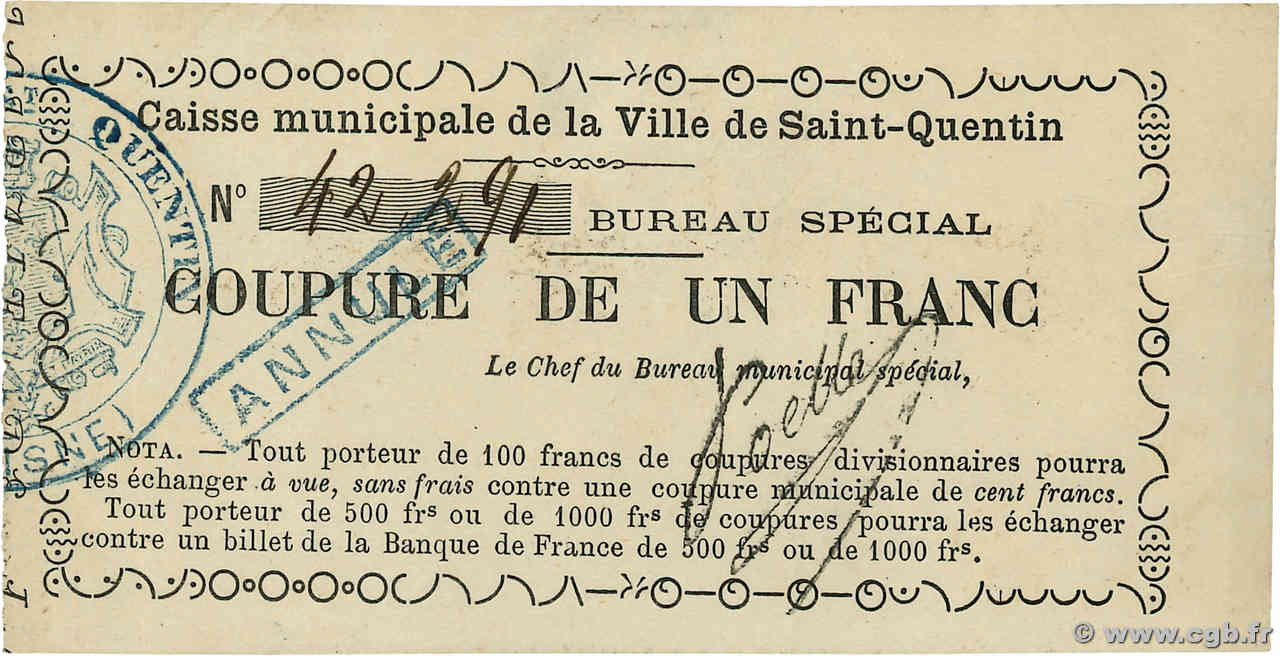 Caisse municipale de la Ville de Saint-Quentin
N° 42.291 BUREAU SPÉCIAL
COUPURE DE UN FRANC
Le Chef du Bureau municipal spécial,
NOTA. — Tout porteur de 100 francs de coupures divisionnaires pourra
les échanger à vue, sans frais contre une coupure municipale de cent francs.
Tout porteur de 500 frs ou de 1000 frs de coupures pourra les échanger
contre un billet de la Banque de France de 500 frs ou de 1000 frs.
QUENTIN
ANNULÉ
© www.cgb.fr